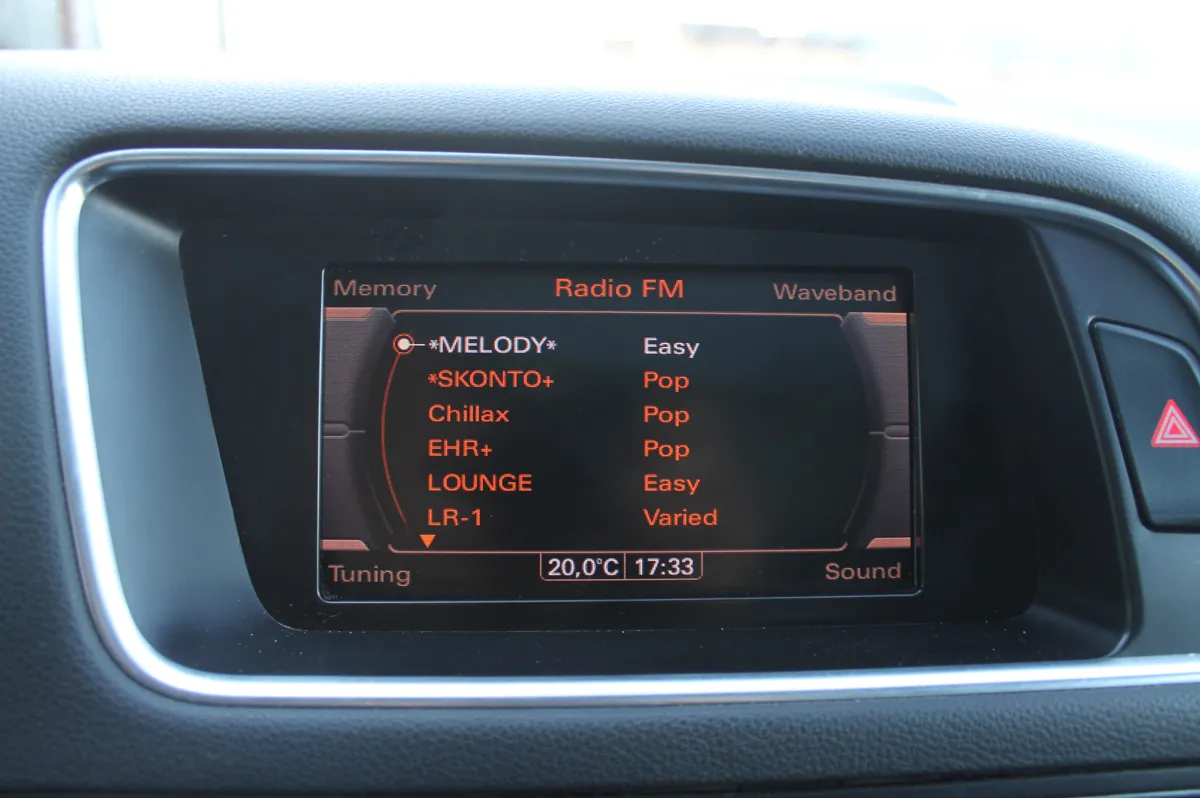 Memory Radio FM Waveband
*MELODY* Easy
*SKONTO+ Pop
Chillax Pop
EHR+ Pop
LOUNGE Easy
LR-1 Varied
Tuning 20,0°C 17:33 Sound